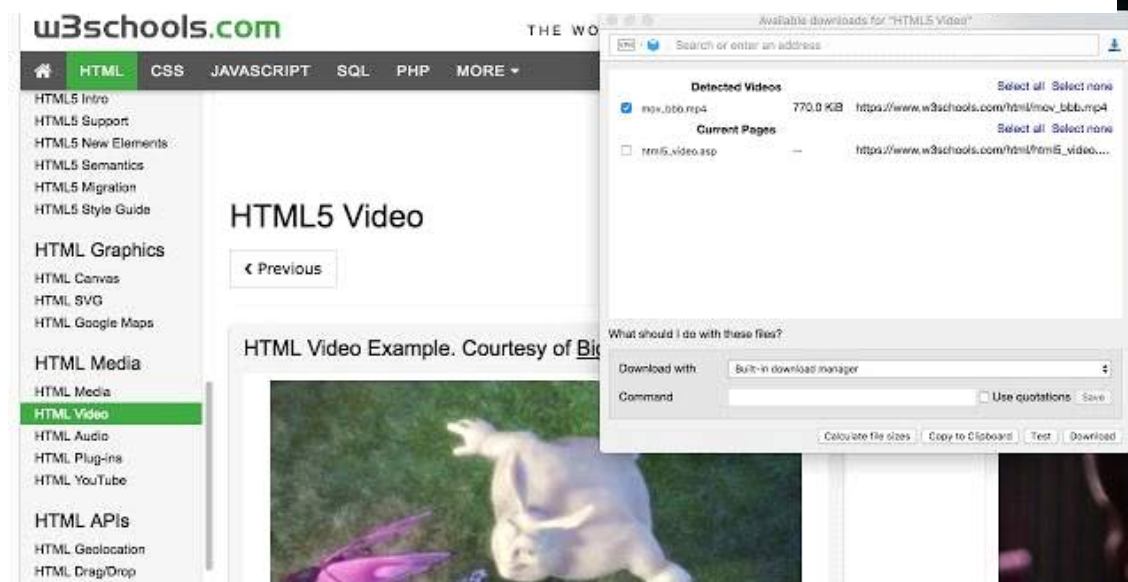 w3schools.com
THE WO
HTML
CSS
JAVASCRIPT
SQL
PHP
MORE
HTML5 Intro
HTML5 Support
HTML5 New Elements
HTML5 Semantics
HTML5 Migration
HTML5 Style Guide
HTML Graphics
HTML Canvas
HTML SVG
HTML Google Maps
HTML Media
HTML Media
HTML Video
HTML Audio
HTML Plug-ins
HTML YouTube
HTML APIs
HTML Geolocation
HTML Drag/Drop
HTML5 Video
❮ Previous
HTML Video Example. Courtesy of Big
Available downloads for "HTML5 Video"
Search or enter an address
Detected Videos Select all Select none
mov_bbb.mp4 770.0 KiB https://www.w3schools.com/html/mov_bbb.mp4
Current Pages Select all Select none
html5_video.asp — https://www.w3schools.com/html/html5_video....
What should I do with these files?
Download with Built-in download manager
Command Use quotations Save
Calculate file sizes Copy to Clipboard Test Download